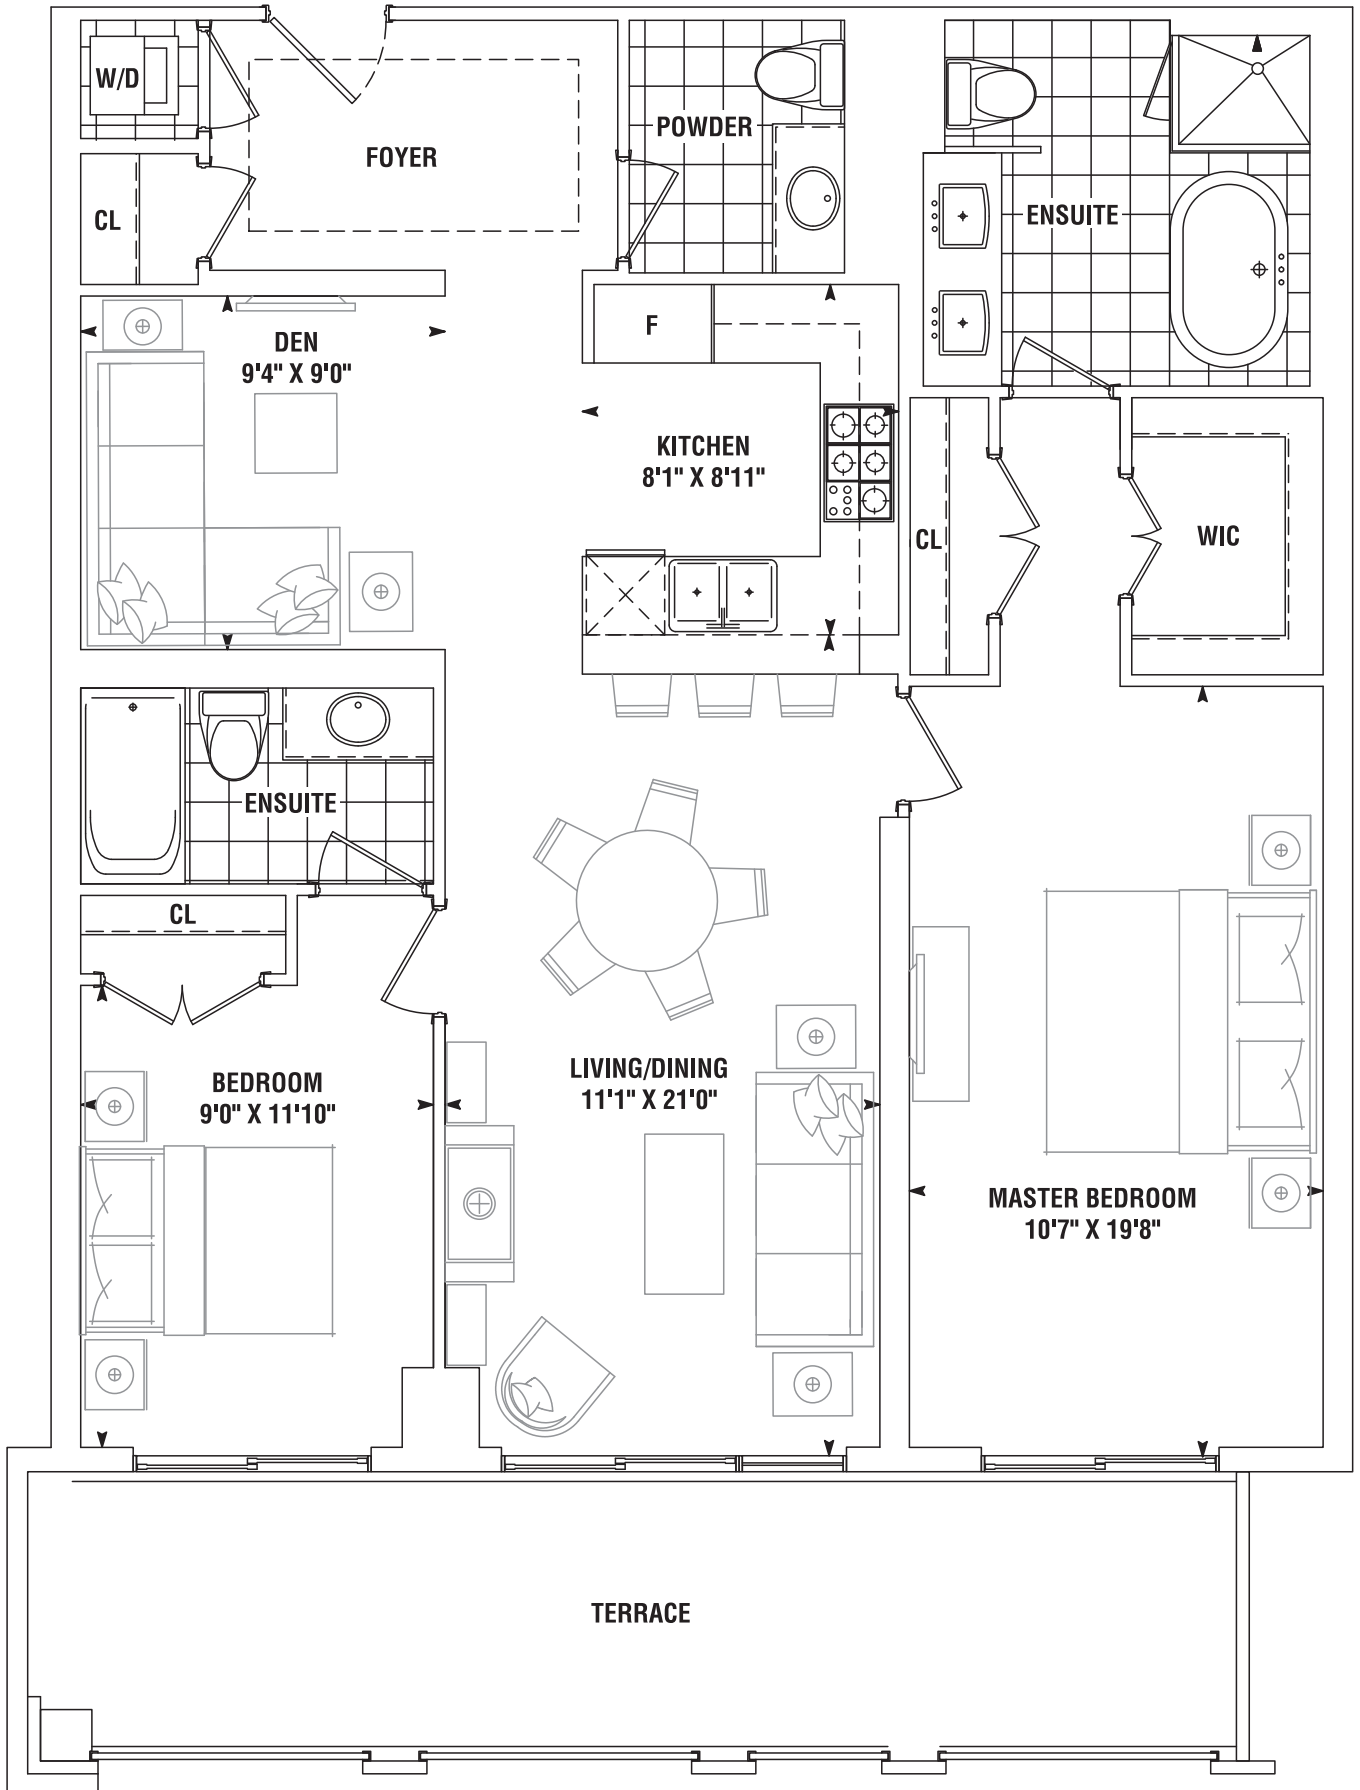 W/D
FOYER
POWDER
CL
ENSUITE
DEN
9'4" X 9'0"
F
KITCHEN
8'1" X 8'11"
CL
WIC
ENSUITE
CL
BEDROOM
9'0" X 11'10"
LIVING/DINING
11'1" X 21'0"
MASTER BEDROOM
10'7" X 19'8"
TERRACE